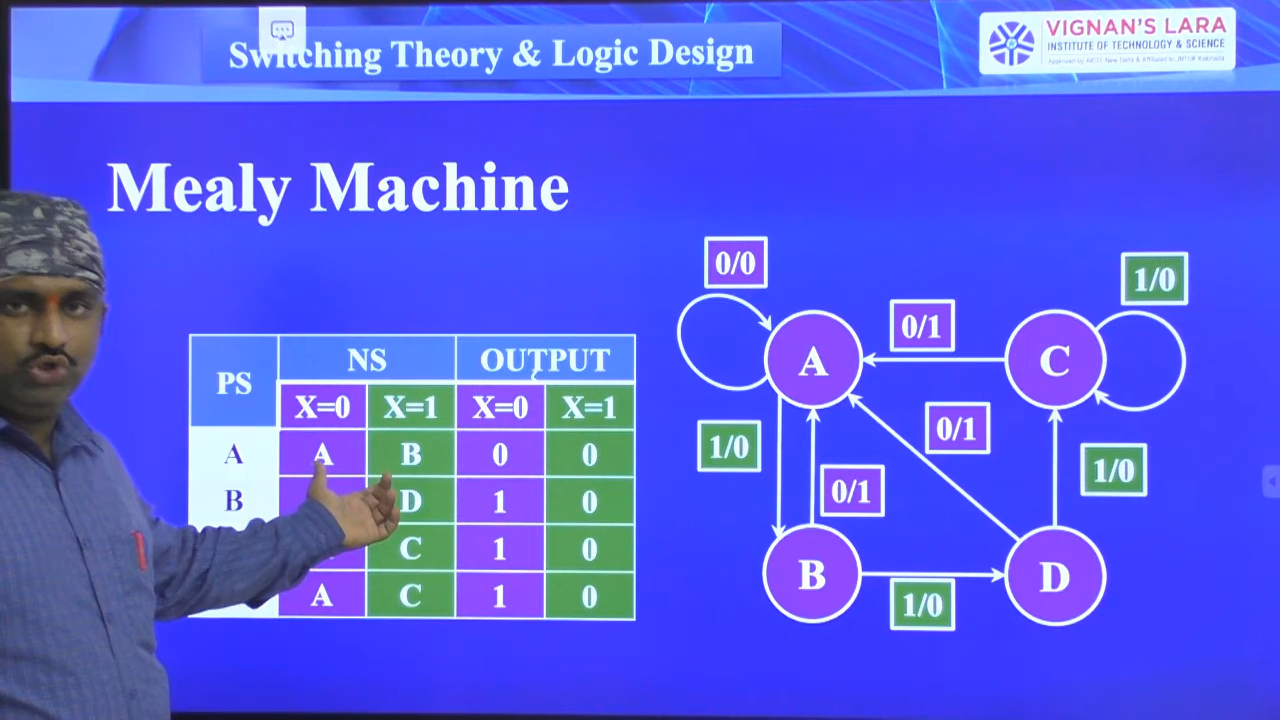 Switching Theory & Logic Design
VIGNAN'S LARA
INSTITUTE OF TECHNOLOGY & SCIENCE
Mealy Machine
PS NS OUTPUT
X=0 X=1 X=0 X=1
A A B 0 0
B D 1 0
C 1 0
A C 1 0
0/0
1/0
0/1
A
C
1/0
0/1
0/1
1/0
B
D
1/0